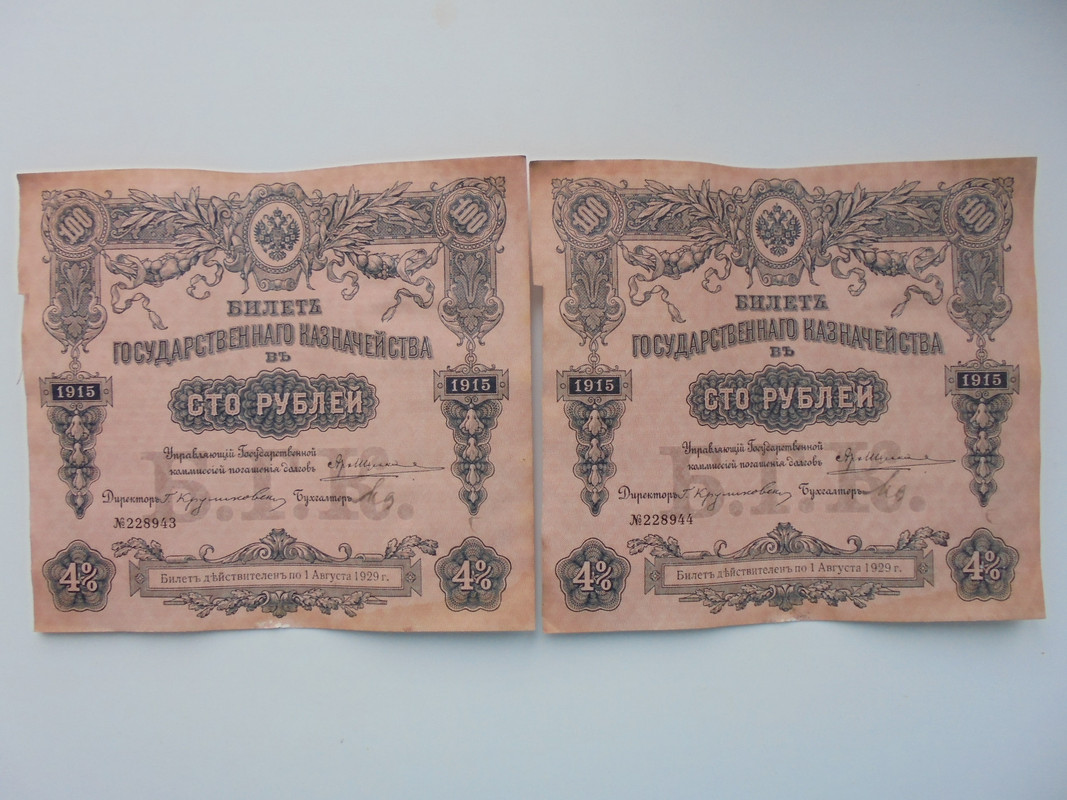 100 100
БИЛЕТЪ
ГОСУДАРСТВЕННАГО КАЗНАЧЕЙСТВА
ВЪ
1915 1915
СТО РУБЛЕЙ
Управляющій Государственной
коммиссіей погашенія долговъ
Директоръ Бухгалтеръ
Б.Г.К.
№228943
4% 4%
Билетъ дѣйствителенъ по 1 Августа 1929 г.
100 100
БИЛЕТЪ
ГОСУДАРСТВЕННАГО КАЗНАЧЕЙСТВА
ВЪ
1915 1915
СТО РУБЛЕЙ
Управляющій Государственной
коммиссіей погашенія долговъ
Директоръ Бухгалтеръ
Б.Г.К.
№228944
4% 4%
Билетъ дѣйствителенъ по 1 Августа 1929 г.